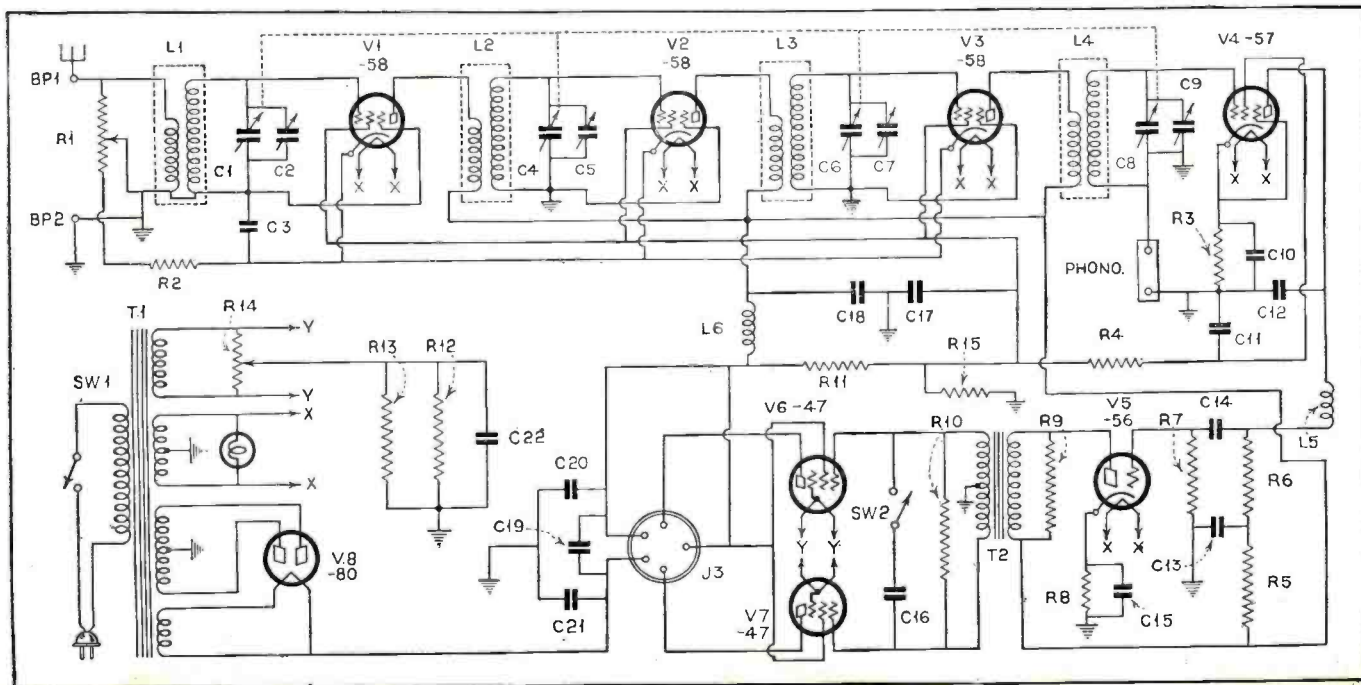 L1
V1
-58
L2
V2
-58
L3
V3
-58
L4
V4-57
BP1
R1
C1
C2
C4
C5
C6
C7
C8
C9
X X
X X
X X
X X
BP2
C3
R2
R3
C10
PHONO.
C12
C11
C18
C17
L6
R4
T1
R14
Y
R13
R12
R11
R15
SW1
Y
X
V6 -47
R10
R9
V5
-56
R7
C14
L5
C22
C20
X
SW2
R6
C19
Y Y
T2
X X
C13
V8
-80
J3
Y Y
R8
R5
C21
V7
-47
C16
C15